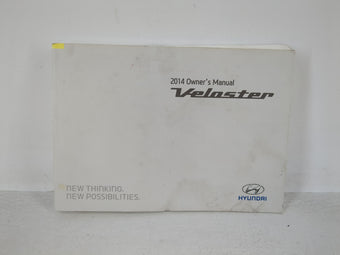 2014 Owner's Manual
Veloster
NEW THINKING.
NEW POSSIBILITIES.
HYUNDAI